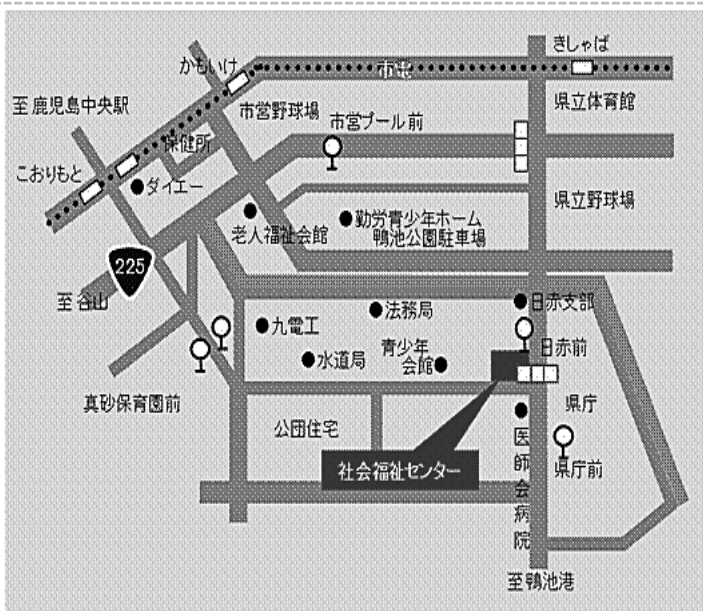 きしゃば
かもいけ
市電
至鹿児島中央駅
市営野球場
県立体育館
市営プール前
保健所
こおりもと
ダイエー
県立野球場
勤労青少年ホーム
鴨池公園駐車場
老人福祉会館
225
至谷山
日赤支部
法務局
九電工
日赤前
青少年
会館
水道局
真砂保育園前
県庁
公団住宅
医師会病院
県庁前
社会福祉センター
至鴨池港